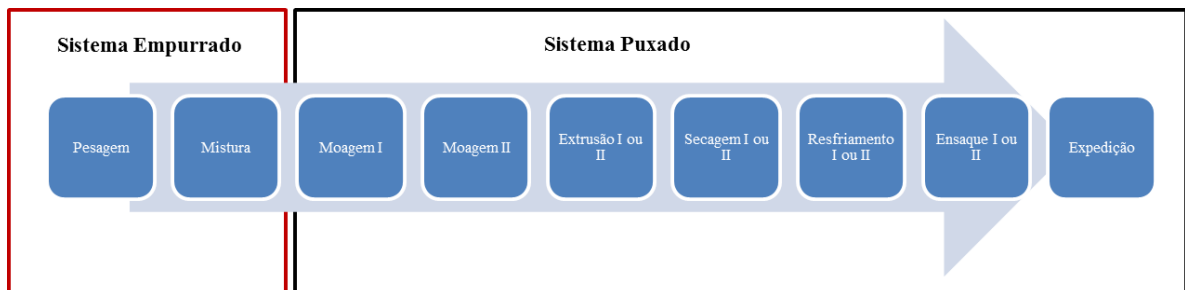 Sistema Empurrado
Sistema Puxado
Pesagem
Mistura
Moagem I
Moagem II
Extrusão I ou
II
Secagem I ou
II
Resfriamento
I ou II
Ensaque I ou
II
Expedição